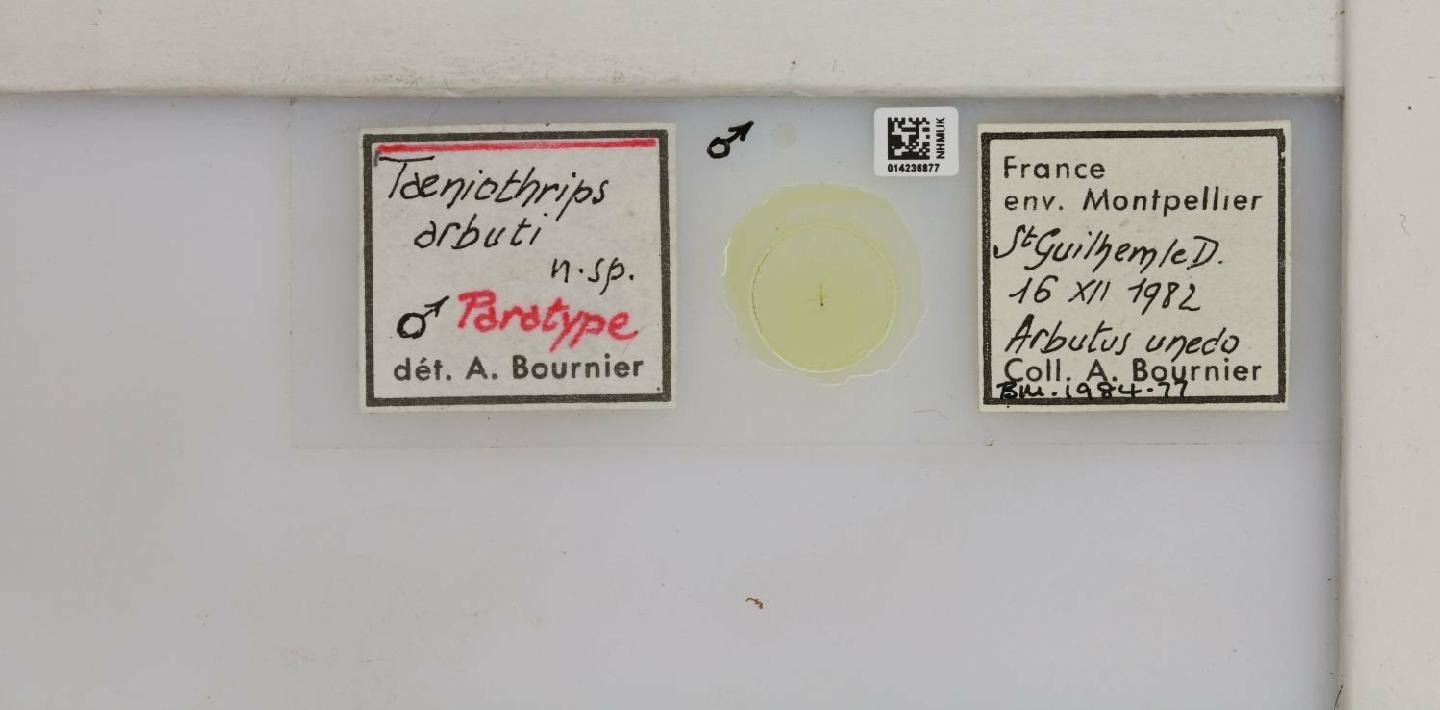 Taeniothrips
arbuti
n.sp.
♂ Paratype
dét. A. Bournier
♂
NHMUK
014236877
France
env. Montpellier
St Guilhem le D.
16 XII 1982
Arbutus unedo
Coll. A. Bournier
BM.1984-77